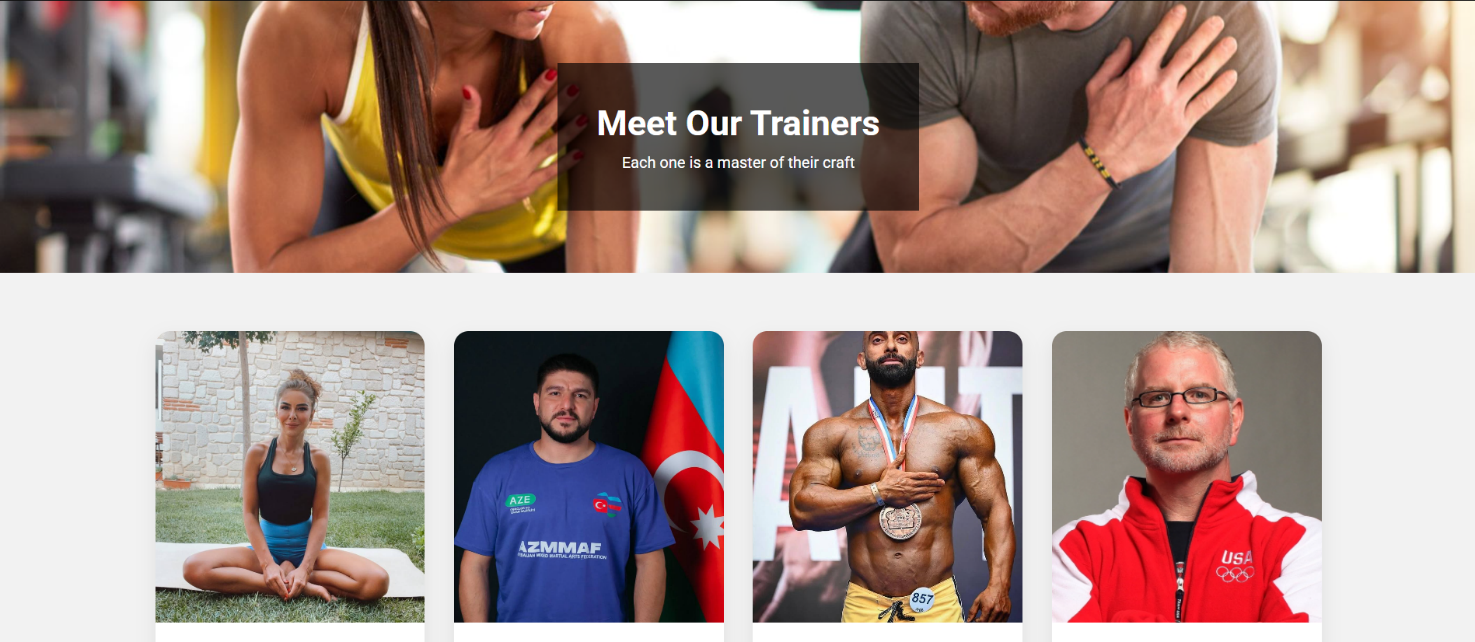 Meet Our Trainers
Each one is a master of their craft
AZE
AZMMAF
USA
857